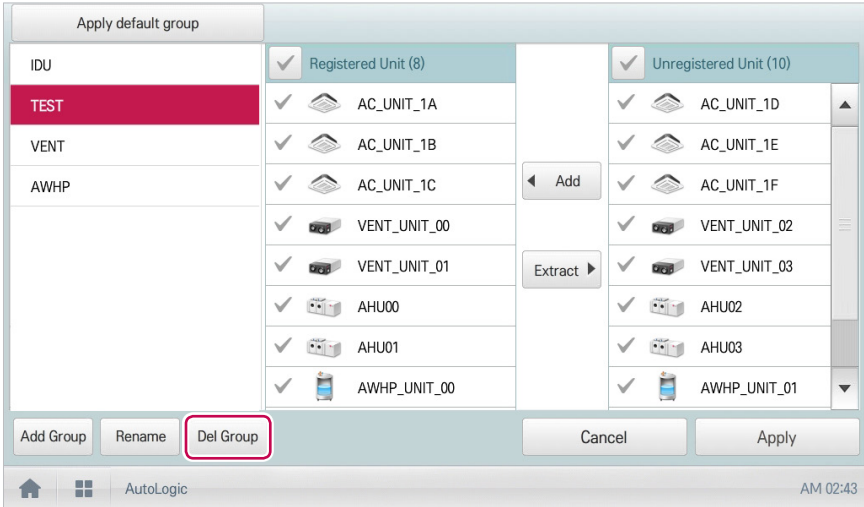 Apply default group
IDU
TEST
VENT
AWHP
Registered Unit (8)
AC_UNIT_1A
AC_UNIT_1B
AC_UNIT_1C
VENT_UNIT_00
VENT_UNIT_01
AHU00
AHU01
AWHP_UNIT_00
Add
Extract
Unregistered Unit (10)
AC_UNIT_1D
AC_UNIT_1E
AC_UNIT_1F
VENT_UNIT_02
VENT_UNIT_03
AHU02
AHU03
AWHP_UNIT_01
Add Group Rename Del Group Cancel Apply
AutoLogic AM 02:43